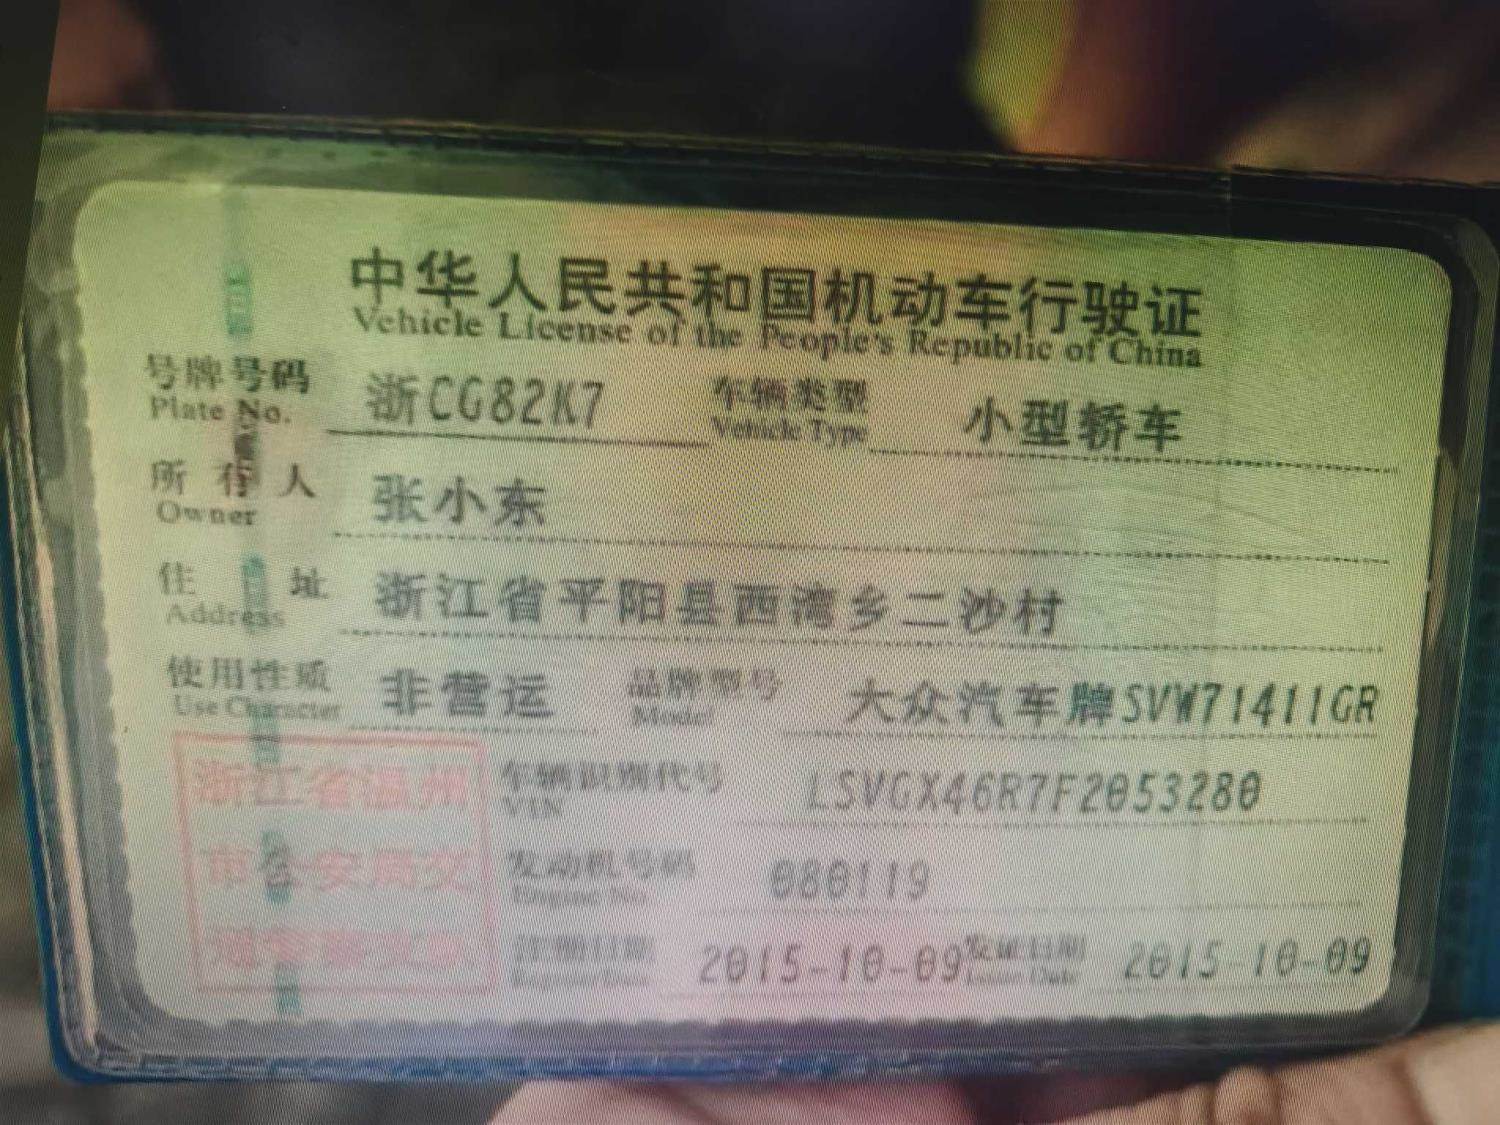 中华人民共和国机动车行驶证
Vehicle License of the People's Republic of China
号牌号码 浙CG82K7 车辆类型 小型轿车
Plate No. Vehicle Type
所有人 张小东
Owner
住址 浙江省平阳县西湾乡二沙村
Address
使用性质 非营运 品牌型号 大众汽车牌SVW71411GR
Use Character Model
浙江省温州
市公安局交
通警察支队
车辆识别代号 LSVGX46R7F2053280
VIN
发动机号码 080119
Engine No.
注册日期 2015-10-09 发证日期 2015-10-09
Register Date Issue Date